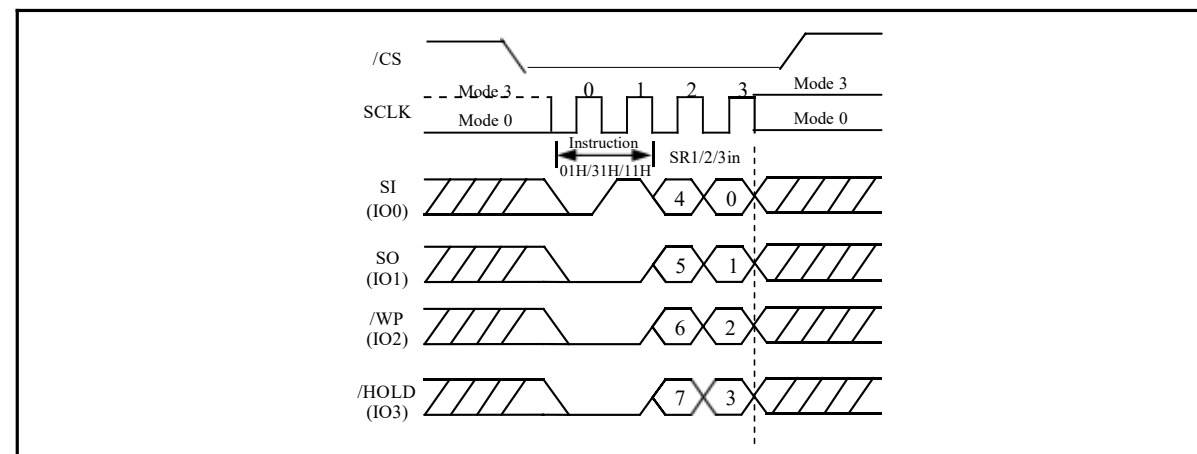 /CS
Mode 3 0 1 2 3 Mode 3
SCLK
Mode 0 Mode 0
Instruction
SR1/2/3in
01H/31H/11H
SI
(IO0)
4 0
SO
(IO1)
5 1
/WP
(IO2)
6 2
/HOLD
(IO3)
7 3